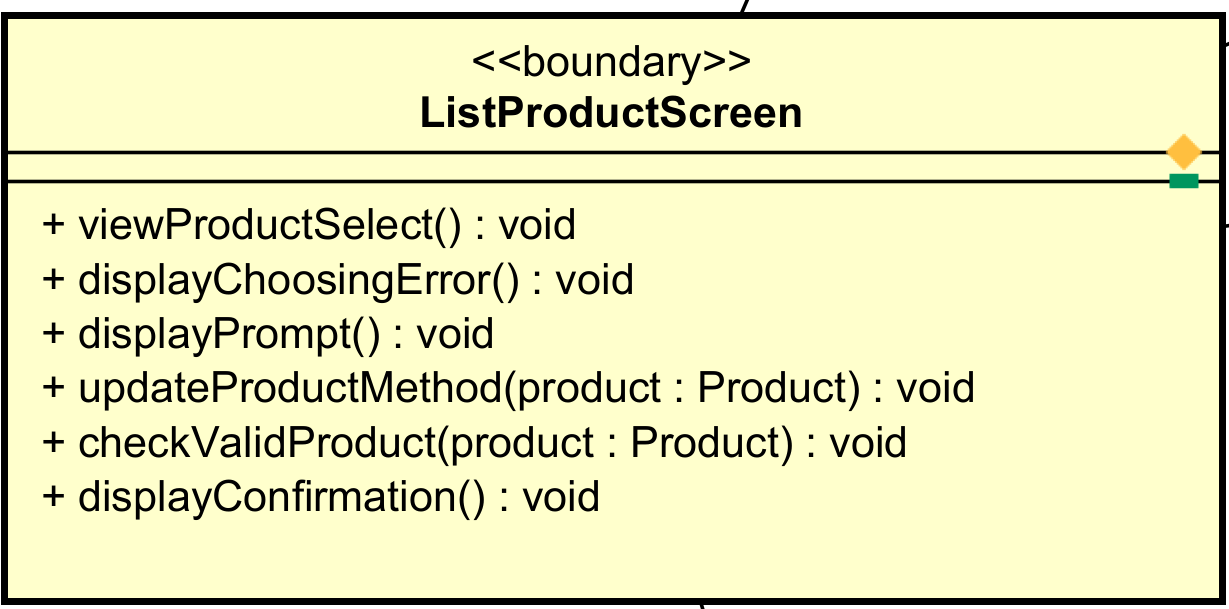 <<boundary>>
ListProductScreen
+ viewProductSelect() : void
+ displayChoosingError() : void
+ displayPrompt() : void
+ updateProductMethod(product : Product) : void
+ checkValidProduct(product : Product) : void
+ displayConfirmation() : void